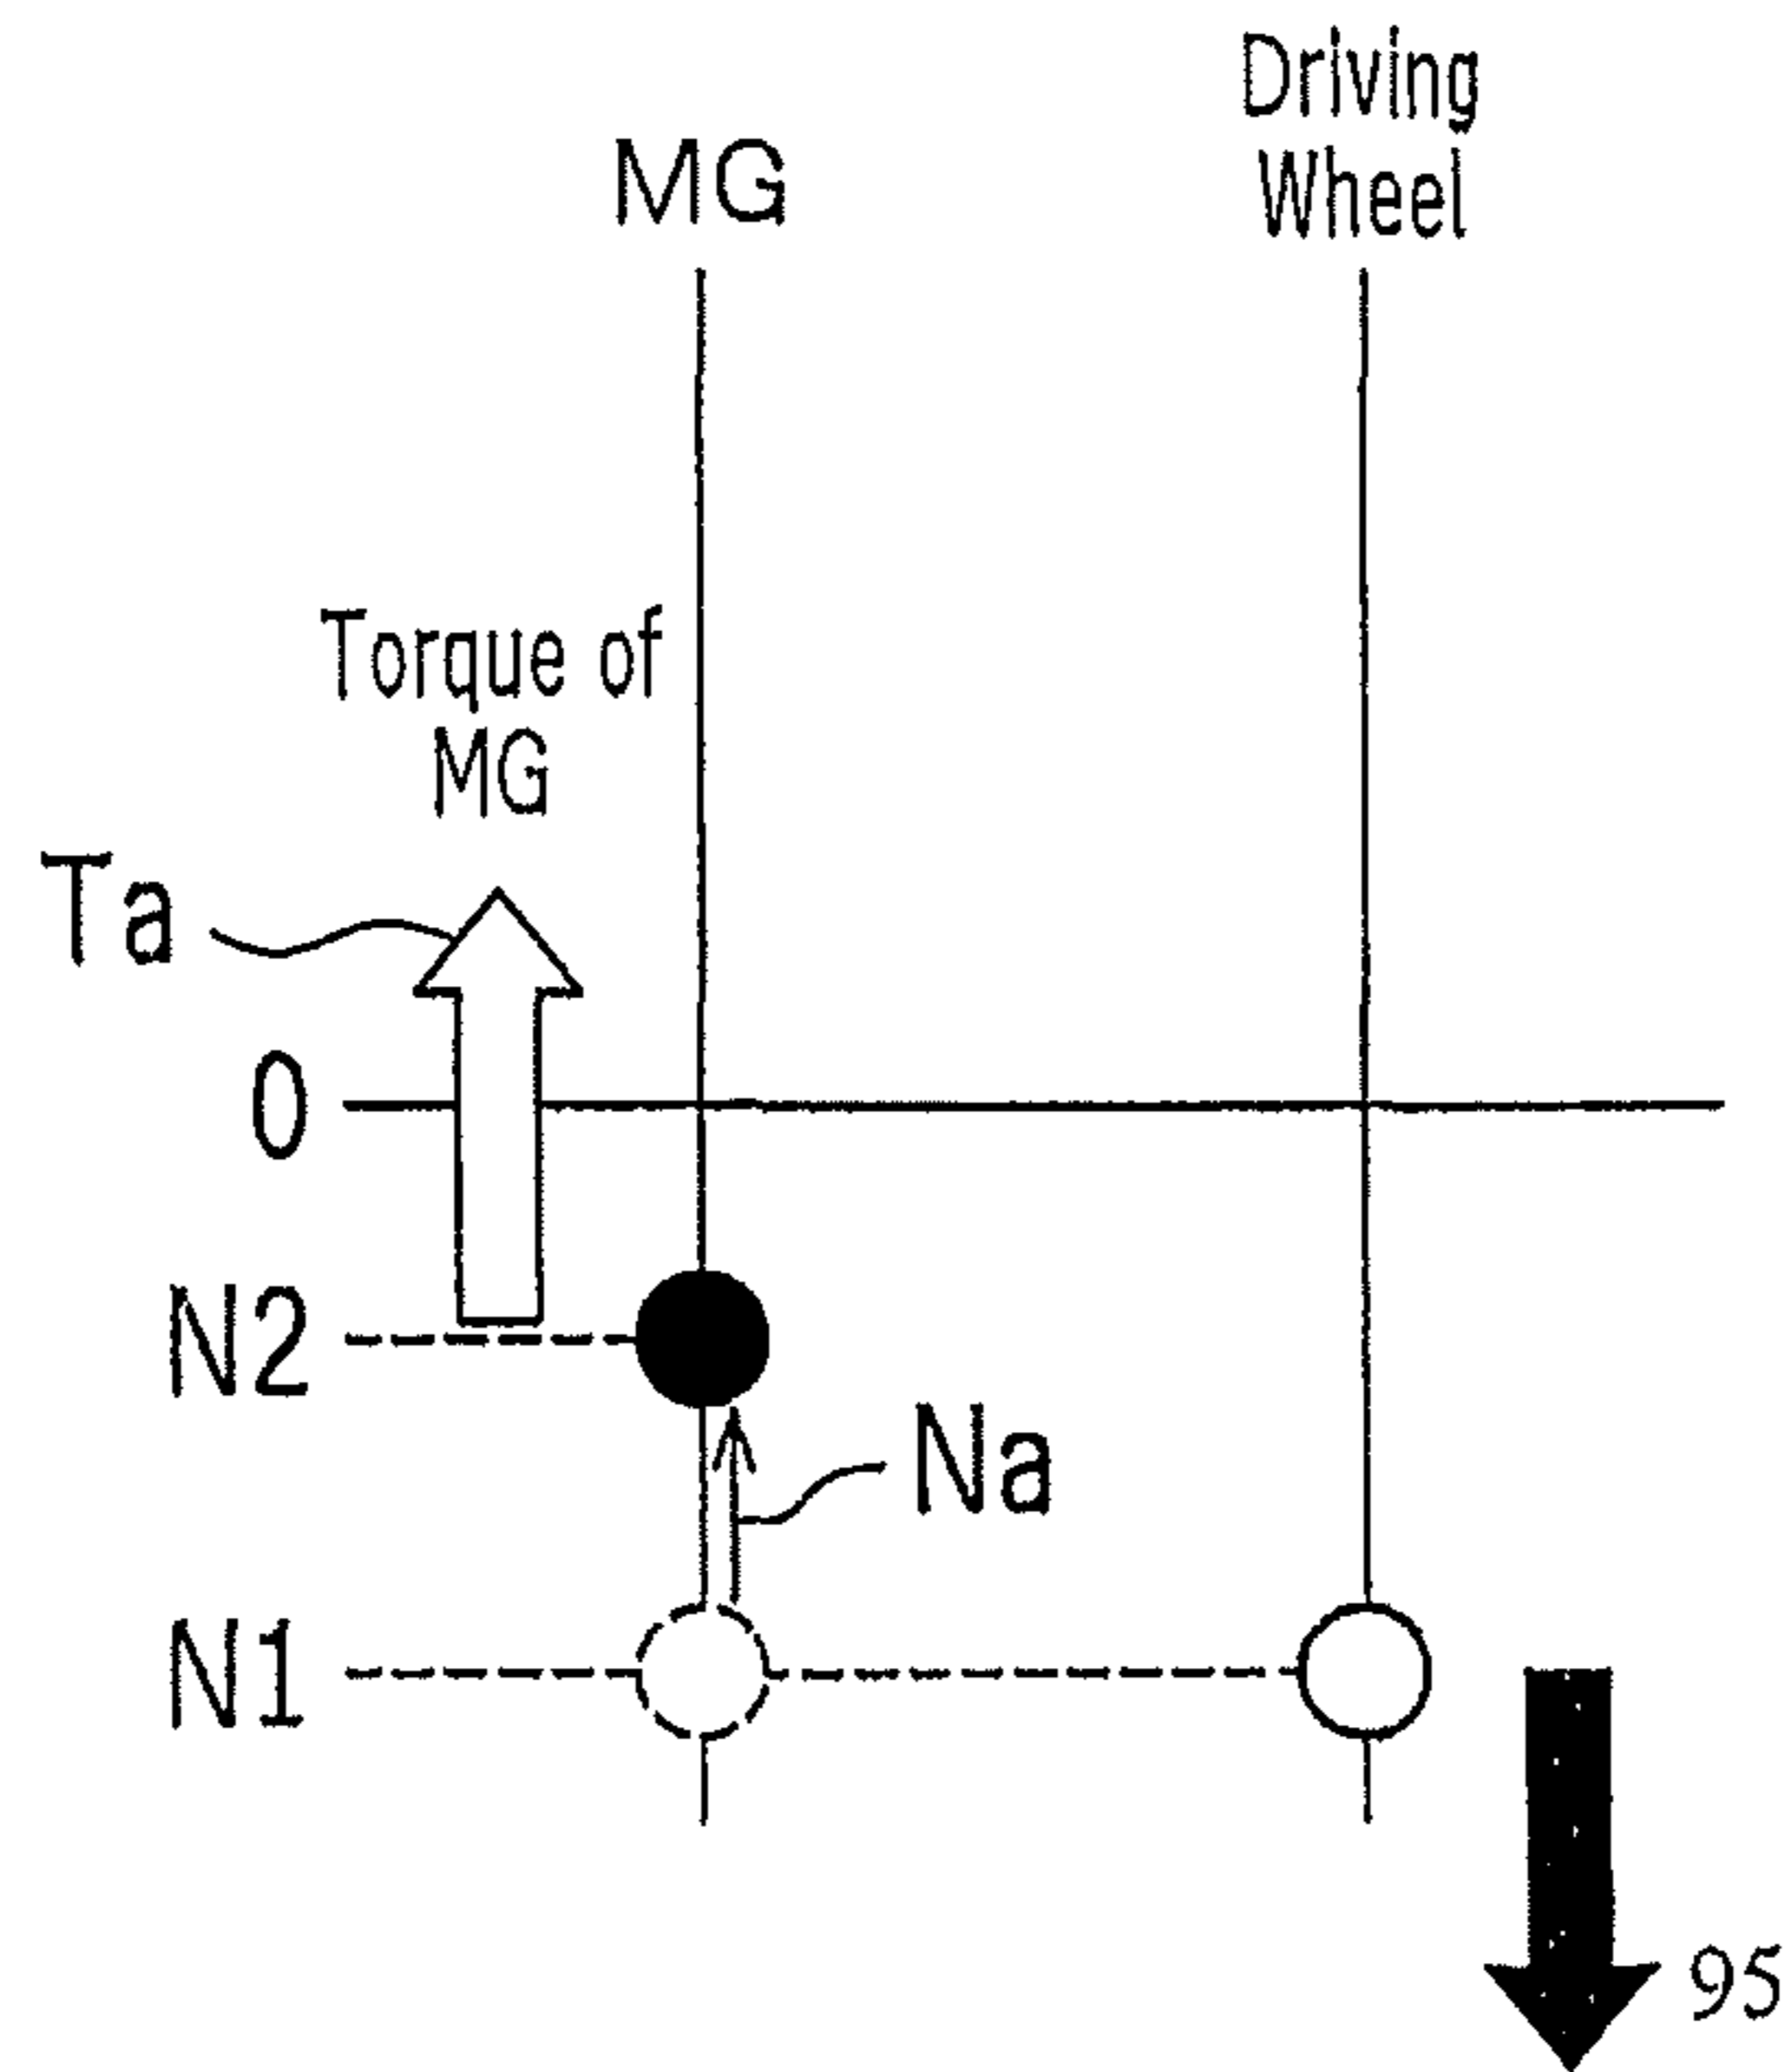 MG
Driving
Wheel
Torque of
MG
Ta
0
N2
Na
N1
95